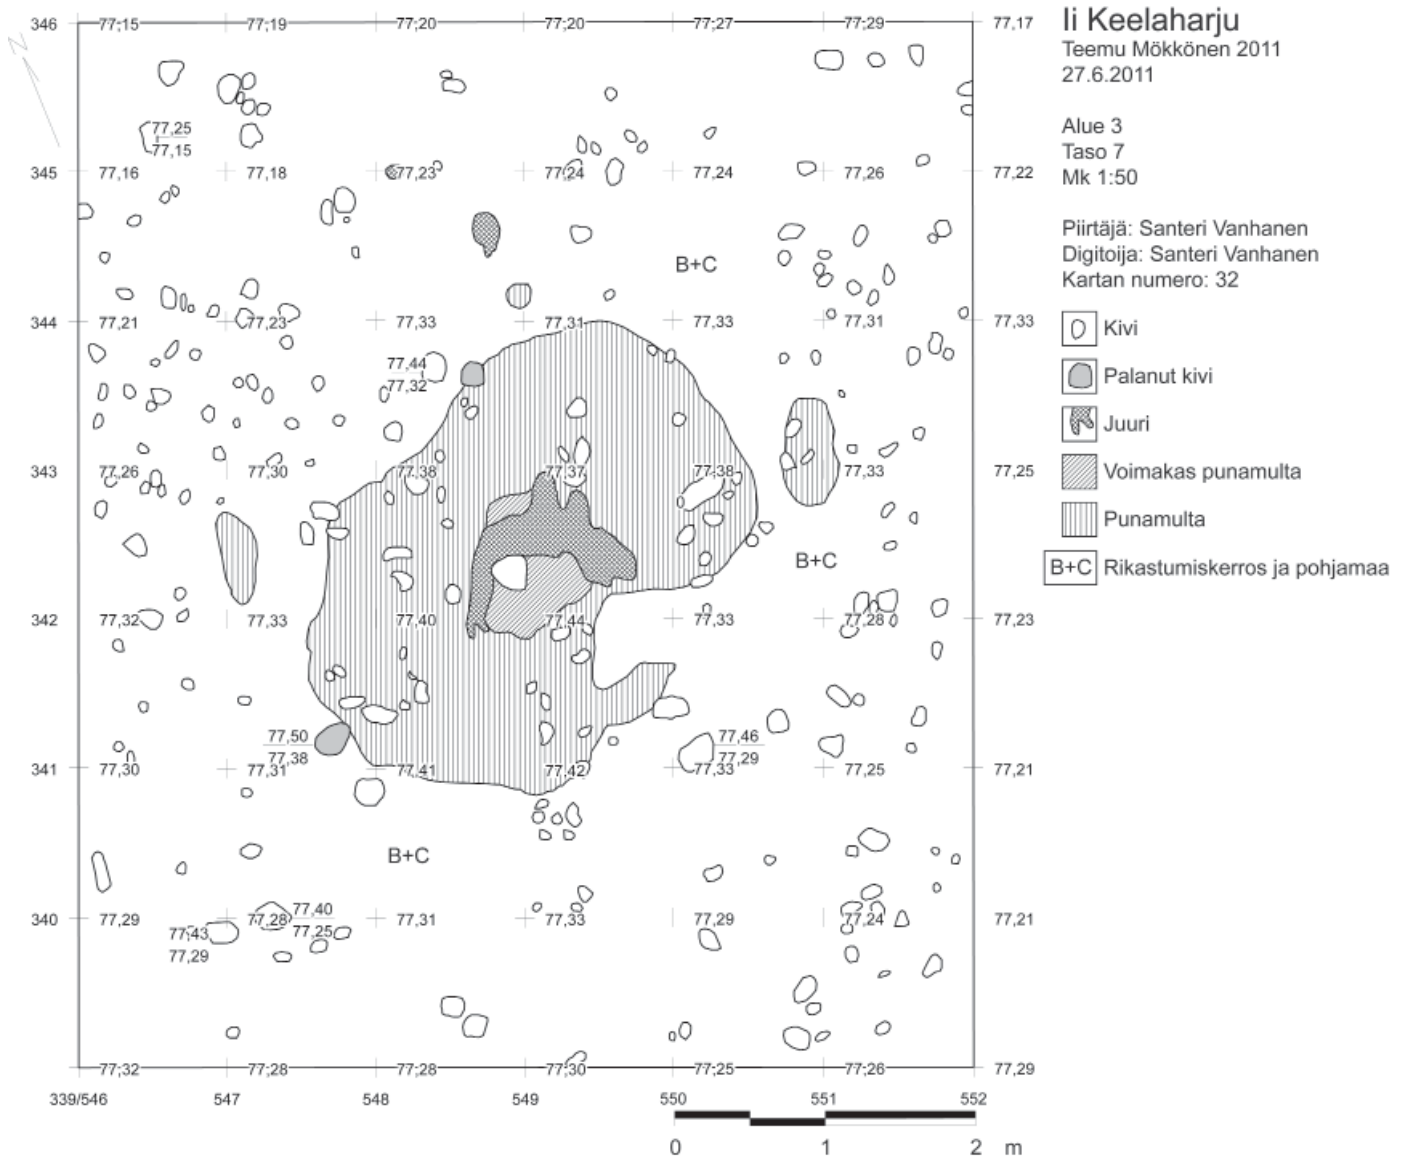 346 77,15 77,19 77,20 77,20 77,27 77,29 77,17
Ii Keelaharju
Teemu Mökkönen 2011
27.6.2011
N
77,25
77,15
Alue 3
Taso 7
Mk 1:50
345 77,16 77,18 77,23 77,24 77,24 77,26 77,22
Piirtäjä: Santeri Vanhanen
Digitoija: Santeri Vanhanen
Kartan numero: 32
B+C
344 77,21 77,23 77,33 77,31 77,33 77,31 77,33
Kivi
77,44
77,32
Palanut kivi
Juuri
343 77,26 77,30 77,38 77,37 77,38 77,33 77,25
Voimakas punamulta
Punamulta
B+C
B+C Rikastumiskerros ja pohjamaa
342 77,32 77,33 77,40 77,44 77,33 77,28 77,23
77,50
77,38
77,46
77,29
341 77,30 77,31 77,41 77,42 77,33 77,25 77,21
B+C
77,40
77,25
340 77,29 77,28 77,31 77,33 77,29 77,24 77,21
77,43
77,29
77,32 77,28 77,28 77,30 77,25 77,26 77,29
339/546 547 548 549 550 551 552
0 1 2 m